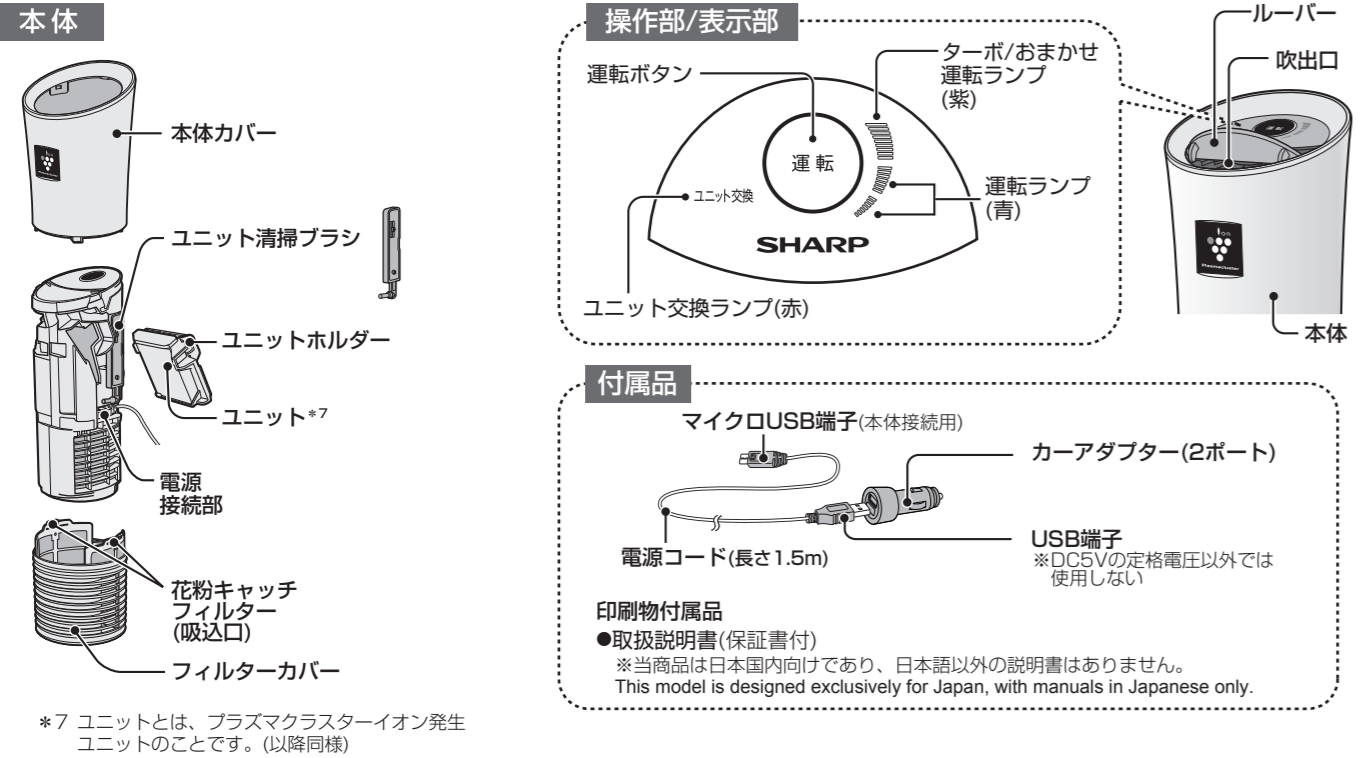 本体
本体カバー
ユニット清掃ブラシ
ユニットホルダー
ユニット*7
電源
接続部
花粉キャッチ
フィルター
(吸込口)
フィルターカバー
*7 ユニットとは、プラズマクラスターイオン発生
ユニットのことです。(以降同様)
操作部/表示部
運転ボタン
ターボ/おまかせ
運転ランプ
(紫)
運転
ユニット交換
運転ランプ
(青)
SHARP
ユニット交換ランプ(赤)
ルーバー
吹出口
Ion
Plasmacluster
本体
付属品
マイクロUSB端子(本体接続用)
カーアダプター(2ポート)
電源コード(長さ1.5m)
USB端子
※DC5Vの定格電圧以外では
使用しない
印刷物付属品
●取扱説明書(保証書付)
※当商品は日本国内向けであり、日本語以外の説明書はありません。
This model is designed exclusively for Japan, with manuals in Japanese only.